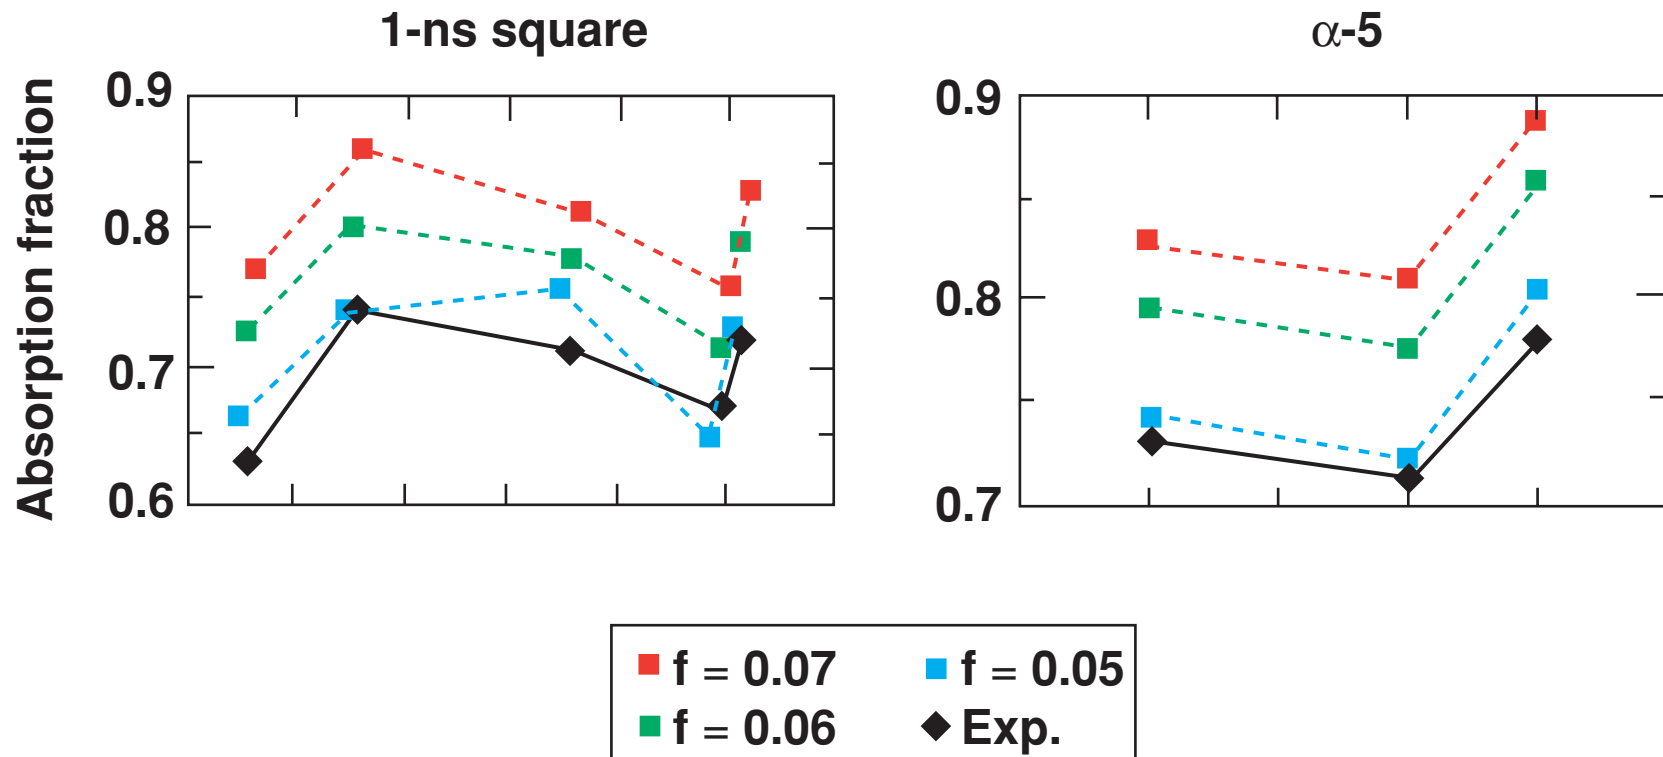 1-ns square
α-5
Absorption fraction
0.9
0.8
0.7
0.6
0.9
0.8
0.7
f = 0.07
f = 0.05
f = 0.06
Exp.